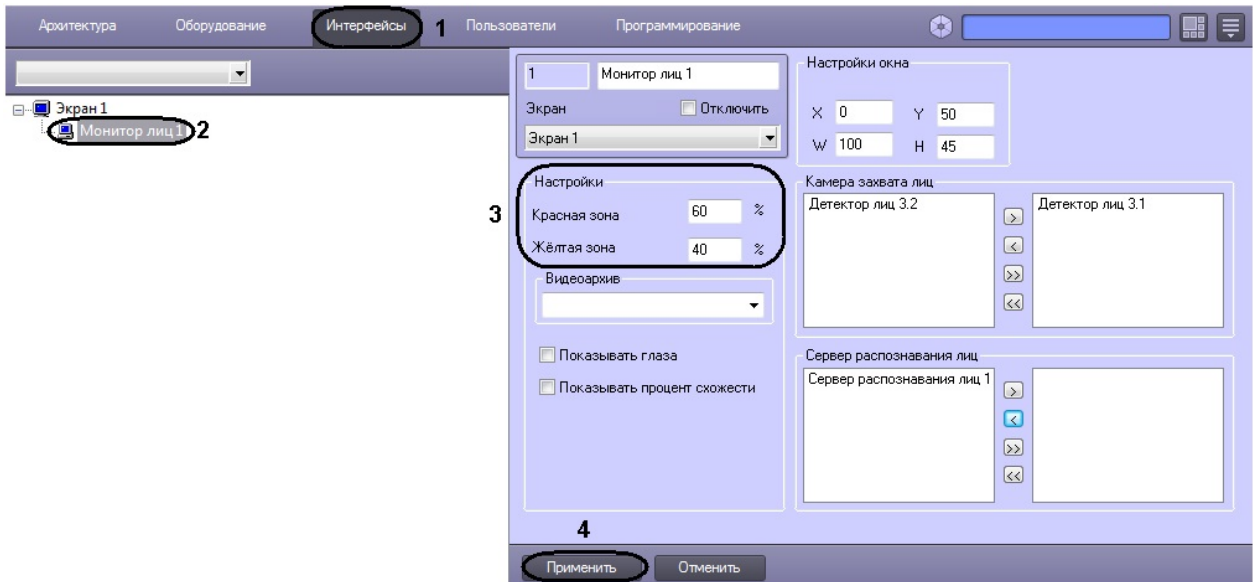 Архитектура Оборудование Интерфейсы 1 Пользователи Программирование
Экран 1
Монитор лиц 1 2
1 Монитор лиц 1
Экран Отключить
Экран 1
Настройки окна
X 0 Y 50
W 100 H 45
3
Настройки
Красная зона 60 %
Жёлтая зона 40 %
Видеоархив
Показывать глаза
Показывать процент схожести
Камера захвата лиц
Детектор лиц 3.2 > Детектор лиц 3.1
<
>>
<<
Сервер распознавания лиц
Сервер распознавания лиц 1 >
<
>>
<<
4
Применить Отменить